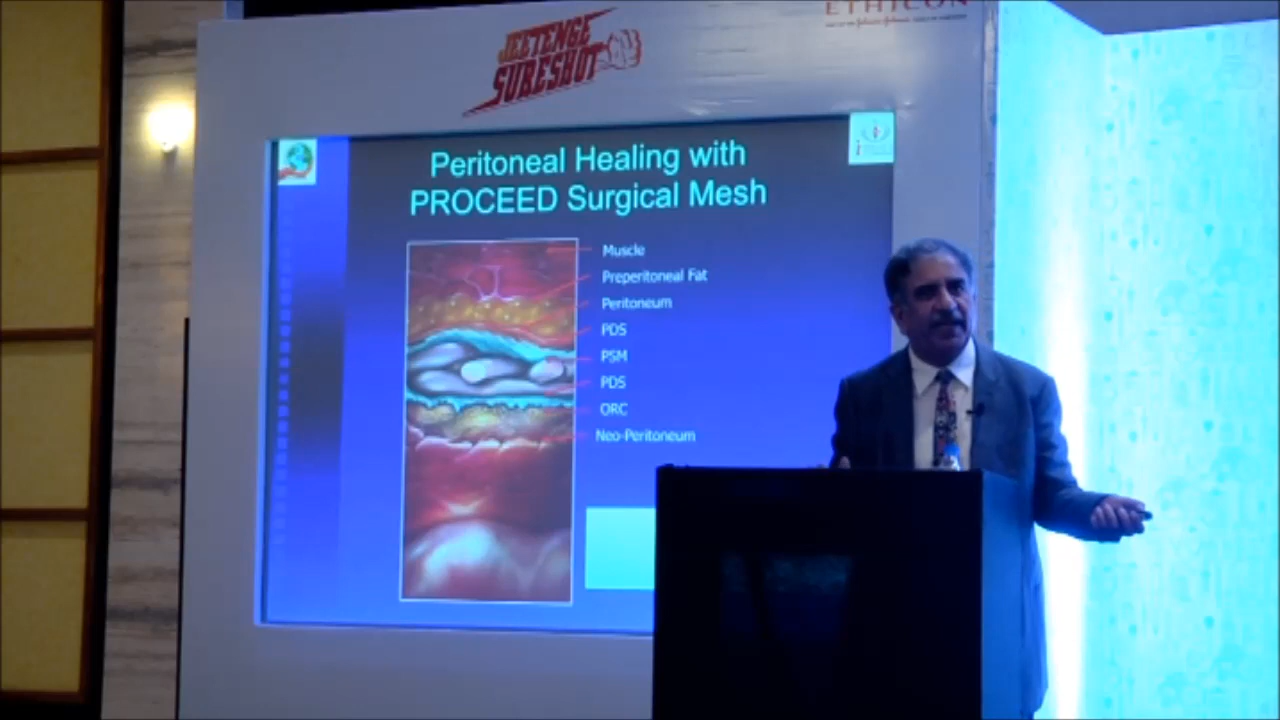 ETHICON
JEETENGE
SURESHOT
Peritoneal Healing with
PROCEED Surgical Mesh
Muscle
Preperitoneal Fat
Peritoneum
PDS
PSM
PDS
ORC
Neo-Peritoneum